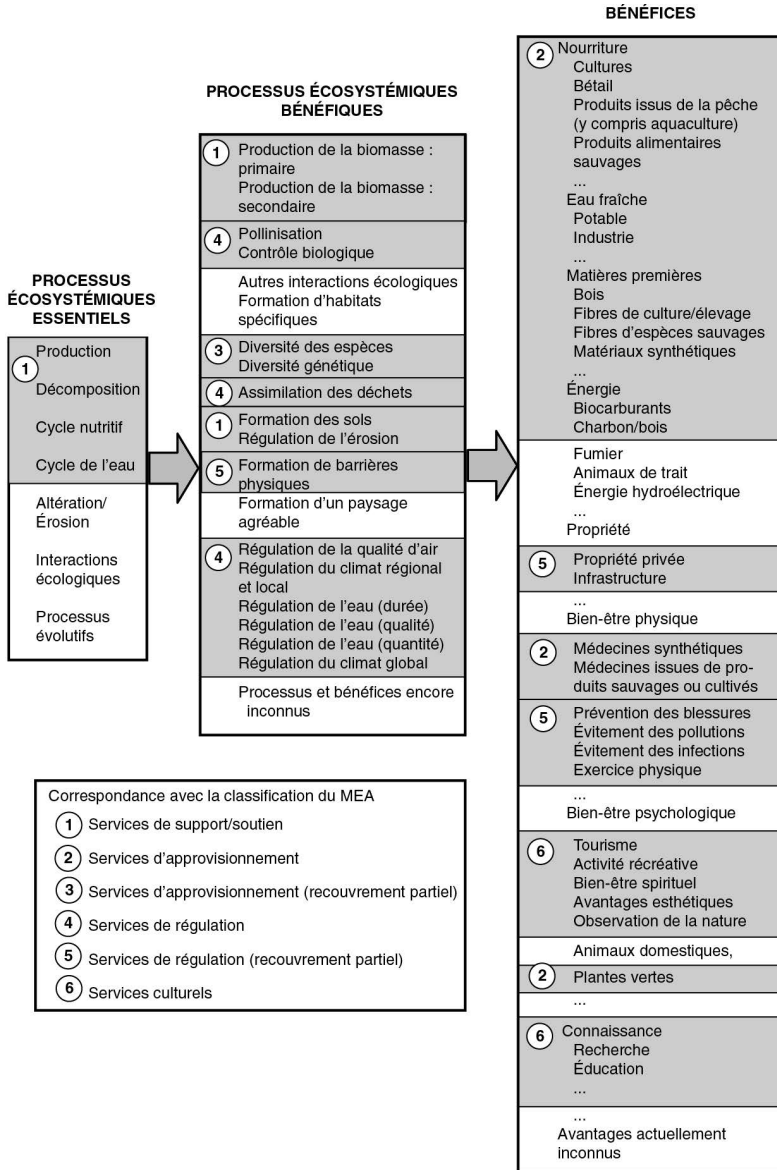 PROCESSUS
ÉCOSYSTÉMIQUES
ESSENTIELS
1
Production
Décomposition
Cycle nutritif
Cycle de l'eau
Altération/
Érosion
Interactions
écologiques
Processus
évolutifs
PROCESSUS ÉCOSYSTÉMIQUES
BÉNÉFIQUES
1 Production de la biomasse :
primaire
Production de la biomasse :
secondaire
4 Pollinisation
Contrôle biologique
Autres interactions écologiques
Formation d'habitats
spécifiques
3 Diversité des espèces
Diversité génétique
4 Assimilation des déchets
1 Formation des sols
Régulation de l'érosion
5 Formation de barrières
physiques
Formation d'un paysage
agréable
4 Régulation de la qualité d'air
Régulation du climat régional
et local
Régulation de l'eau (durée)
Régulation de l'eau (qualité)
Régulation de l'eau (quantité)
Régulation du climat global
Processus et bénéfices encore
inconnus
BÉNÉFICES
2 Nourriture
Cultures
Bétail
Produits issus de la pêche
(y compris aquaculture)
Produits alimentaires
sauvages
...
Eau fraîche
Potable
Industrie
...
Matières premières
Bois
Fibres de culture/élevage
Fibres d'espèces sauvages
Matériaux synthétiques
...
Énergie
Biocarburants
Charbon/bois
Fumier
Animaux de trait
Énergie hydroélectrique
...
Propriété
5 Propriété privée
Infrastructure
...
Bien-être physique
2 Médecines synthétiques
Médecines issues de pro-
duits sauvages ou cultivés
5 Prévention des blessures
Évitement des pollutions
Évitement des infections
Exercice physique
...
Bien-être psychologique
6 Tourisme
Activité récréative
Bien-être spirituel
Avantages esthétiques
Observation de la nature
Animaux domestiques,
2 Plantes vertes
...
6 Connaissance
Recherche
Éducation
...
...
Avantages actuellement
inconnus
Correspondance avec la classification du MEA
1 Services de support/soutien
2 Services d'approvisionnement
3 Services d'approvisionnement (recouvrement partiel)
4 Services de régulation
5 Services de régulation (recouvrement partiel)
6 Services culturels